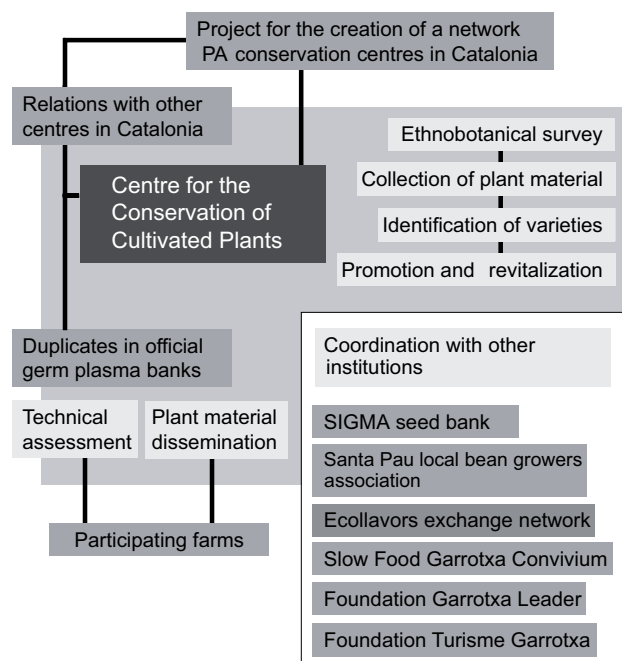 Project for the creation of a network
PA conservation centres in Catalonia
Relations with other
centres in Catalonia
Centre for the
Conservation of
Cultivated Plants
Ethnobotanical survey
Collection of plant material
Identification of varieties
Promotion and revitalization
Duplicates in official
germ plasma banks
Technical
assessment
Plant material
dissemination
Participating farms
Coordination with other
institutions
SIGMA seed bank
Santa Pau local bean growers
association
Ecollavors exchange network
Slow Food Garrotxa Convivium
Foundation Garrotxa Leader
Foundation Turisme Garrotxa